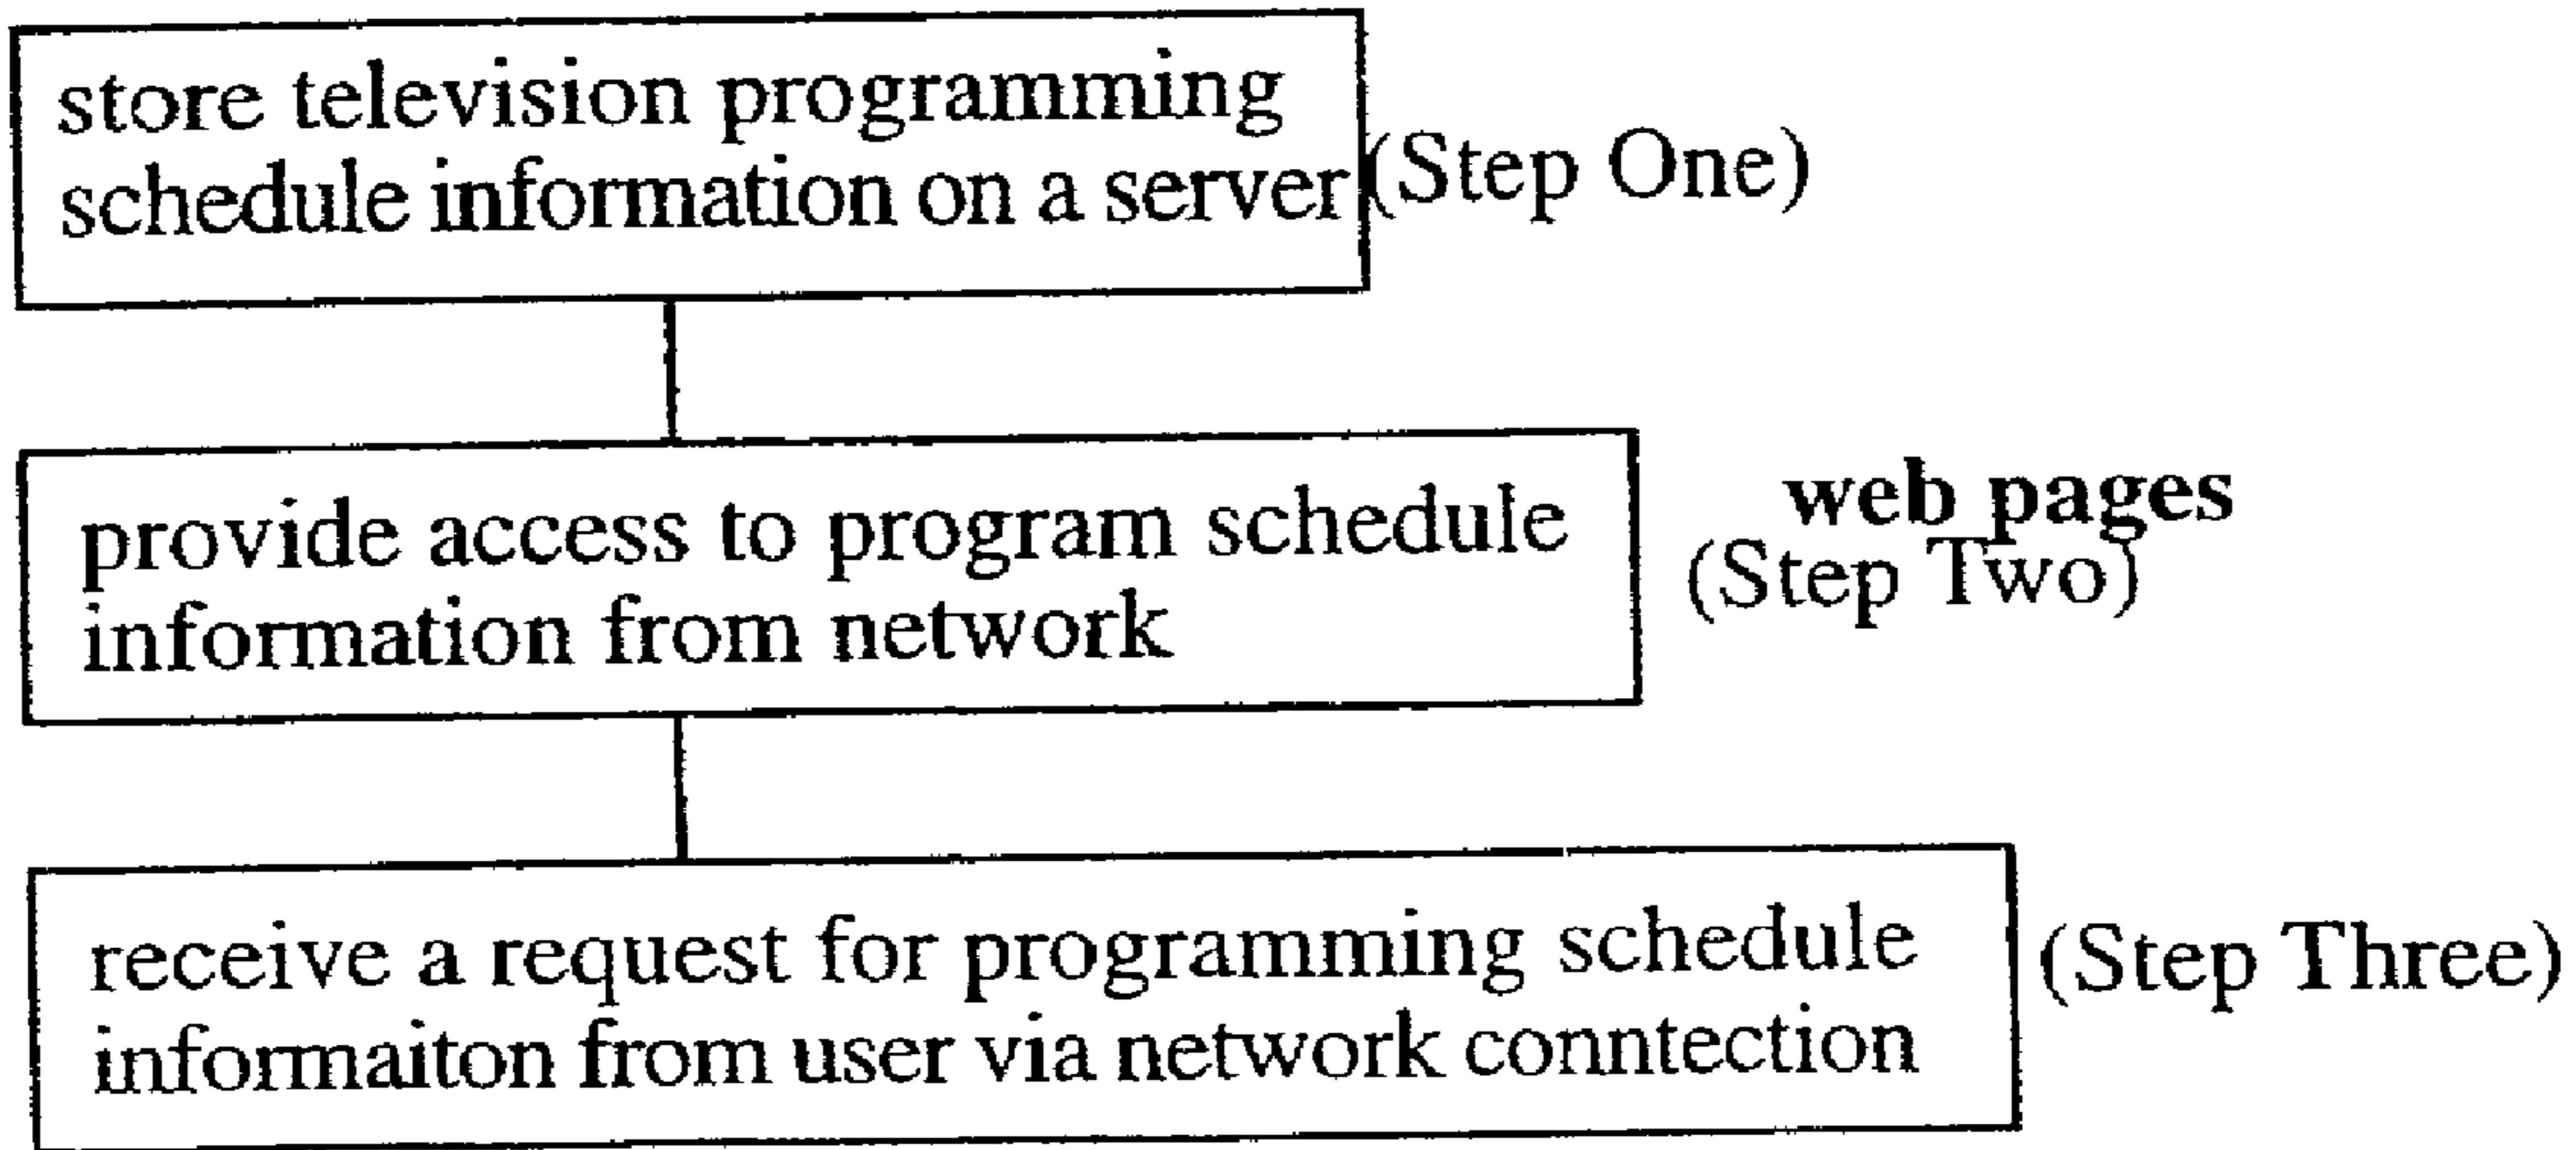 store television programming
schedule information on a server
(Step One)
provide access to program schedule
information from network
web pages
(Step Two)
receive a request for programming schedule
informaiton from user via network conntection
(Step Three)